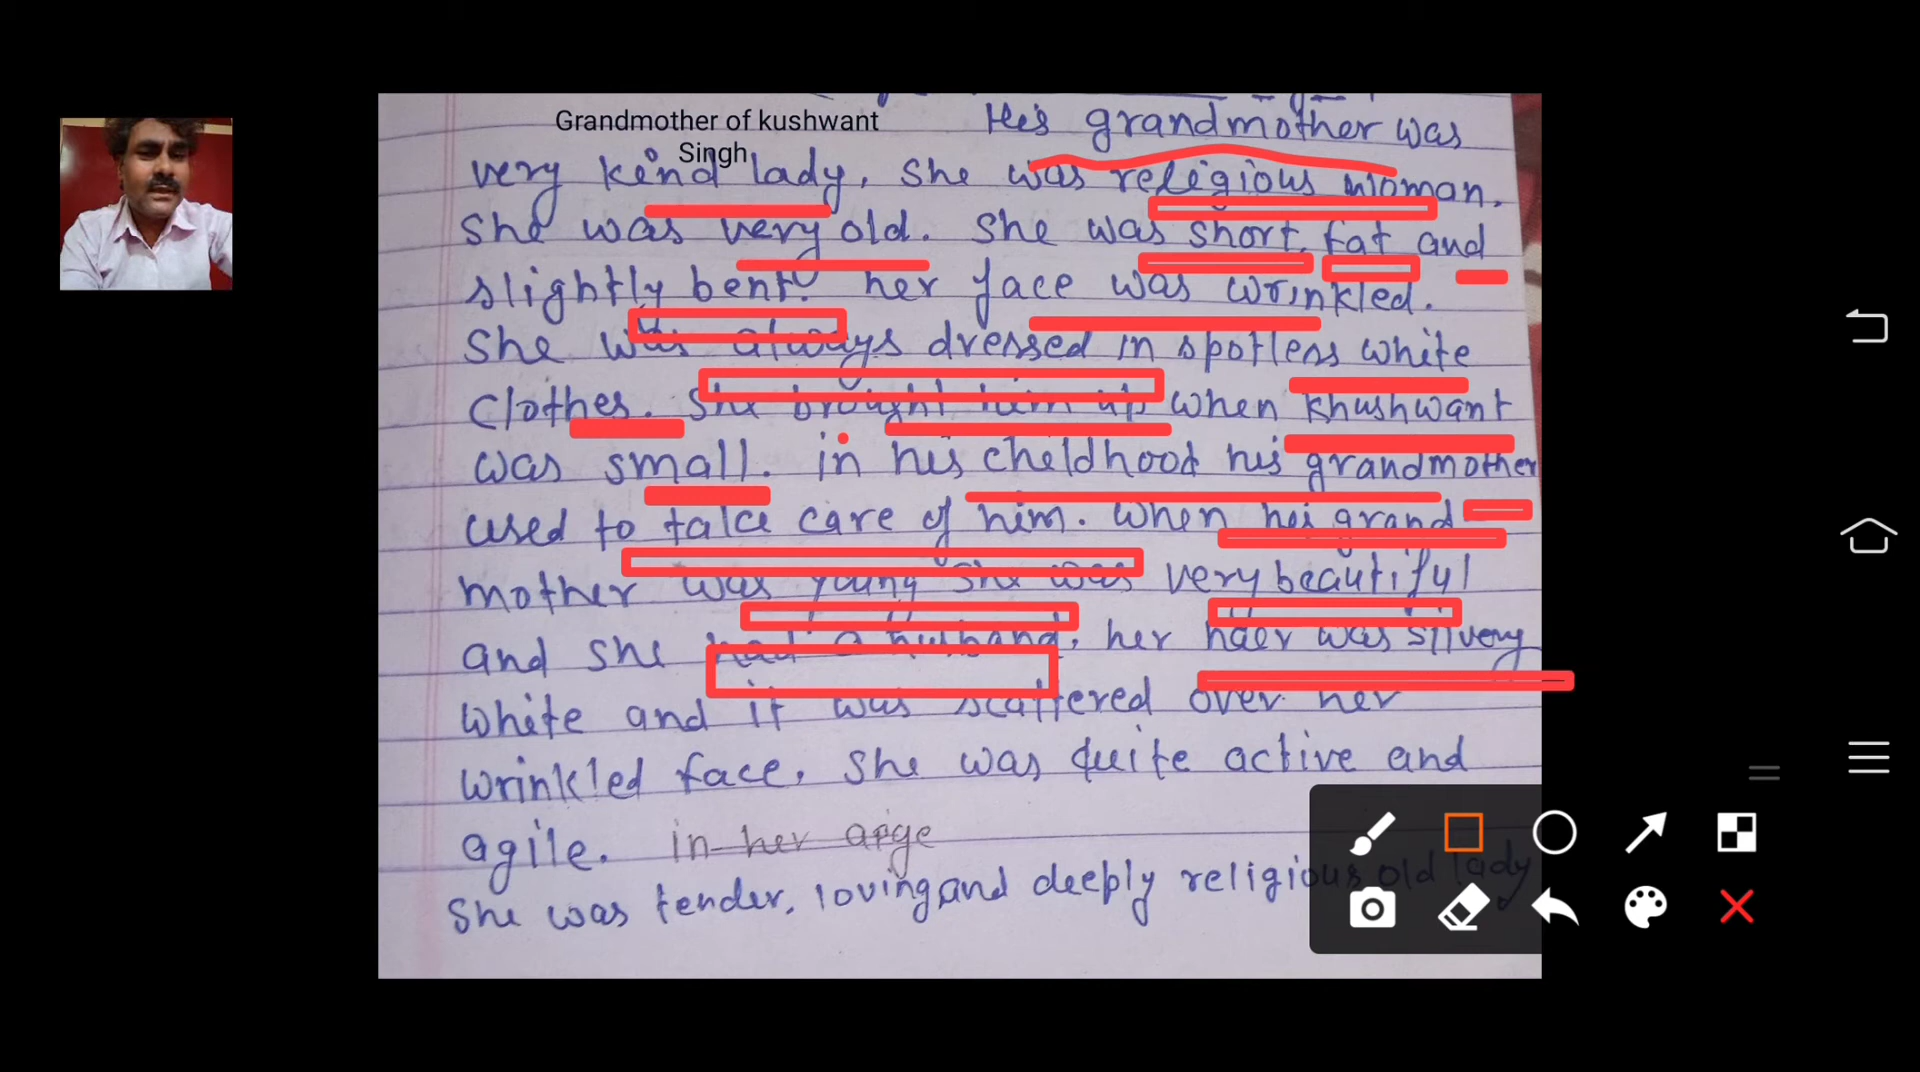 Grandmother of kushwant
Singh
His grandmother was
very kind lady. She was religious woman.
She was very old. She was short, fat and
slightly bent. her face was wrinkled.
She was always dressed in spotless white
clothes. She brought him up when khushwant
was small. in his childhood his grandmother
used to take care of him. When his grand
mother was young she was very beautiful
and she had a husband. her haer was silvery
white and it was scattered over her
wrinkled face. She was quite active and
agile. in her arge
She was tender, loving and deeply religious old lady